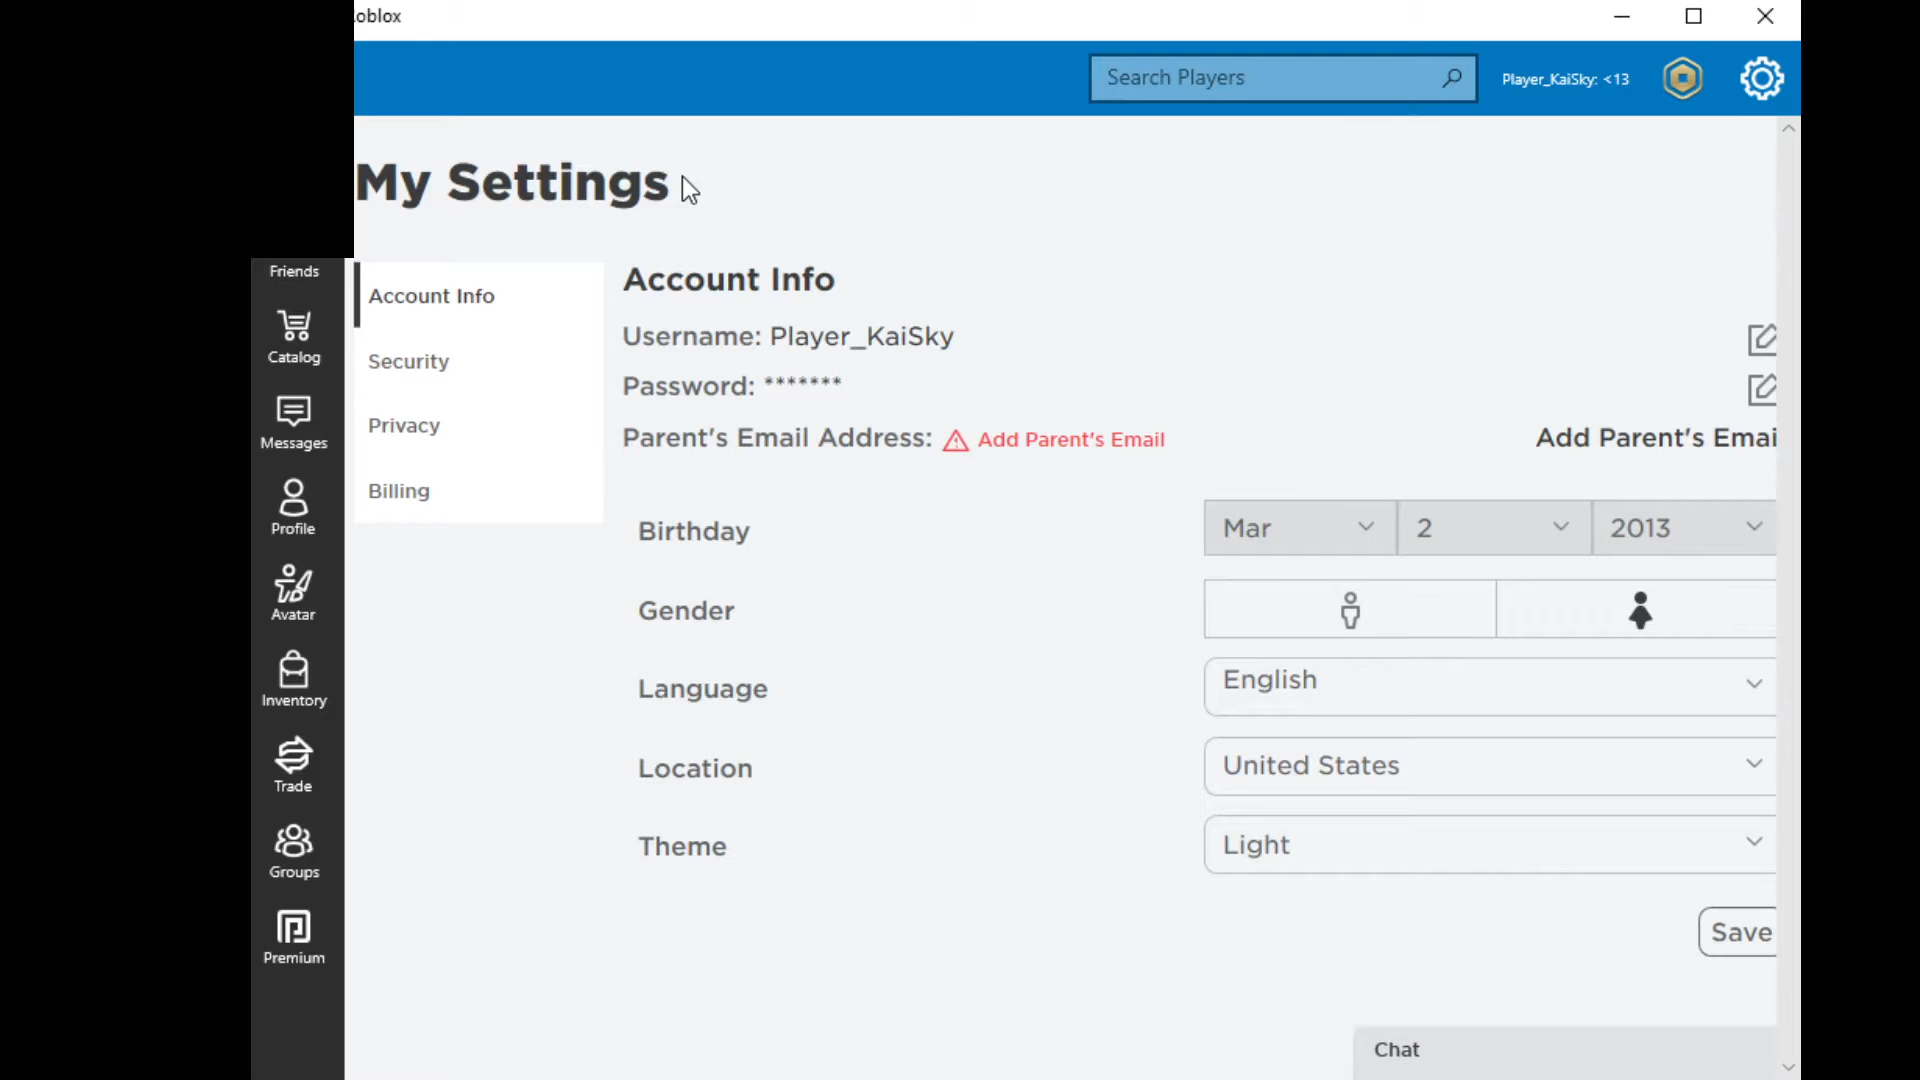 oblox
Search Players
Player_KaiSky: <13
My Settings
Friends
Catalog
Messages
Profile
Avatar
Inventory
Trade
Groups
Premium
Account Info
Security
Privacy
Billing
Account Info
Username: Player_KaiSky
Password: *******
Parent's Email Address: Add Parent's Email
Add Parent's Emai
Birthday
Mar
2
2013
Gender
Language
English
Location
United States
Theme
Light
Save
Chat